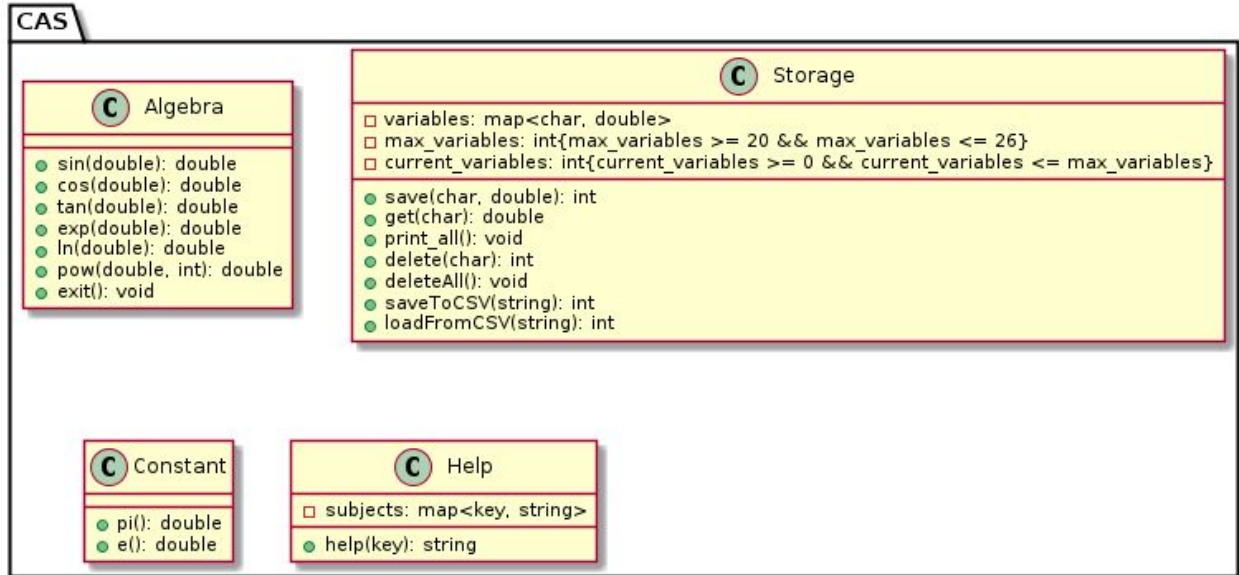 CAS
C Algebra
sin(double): double
cos(double): double
tan(double): double
exp(double): double
ln(double): double
pow(double, int): double
exit(): void
C Storage
variables: map<char, double>
max_variables: int{max_variables >= 20 && max_variables <= 26}
current_variables: int{current_variables >= 0 && current_variables <= max_variables}
save(char, double): int
get(char): double
print_all(): void
delete(char): int
deleteAll(): void
saveToCSV(string): int
loadFromCSV(string): int
C Constant
pi(): double
e(): double
C Help
subjects: map<key, string>
help(key): string